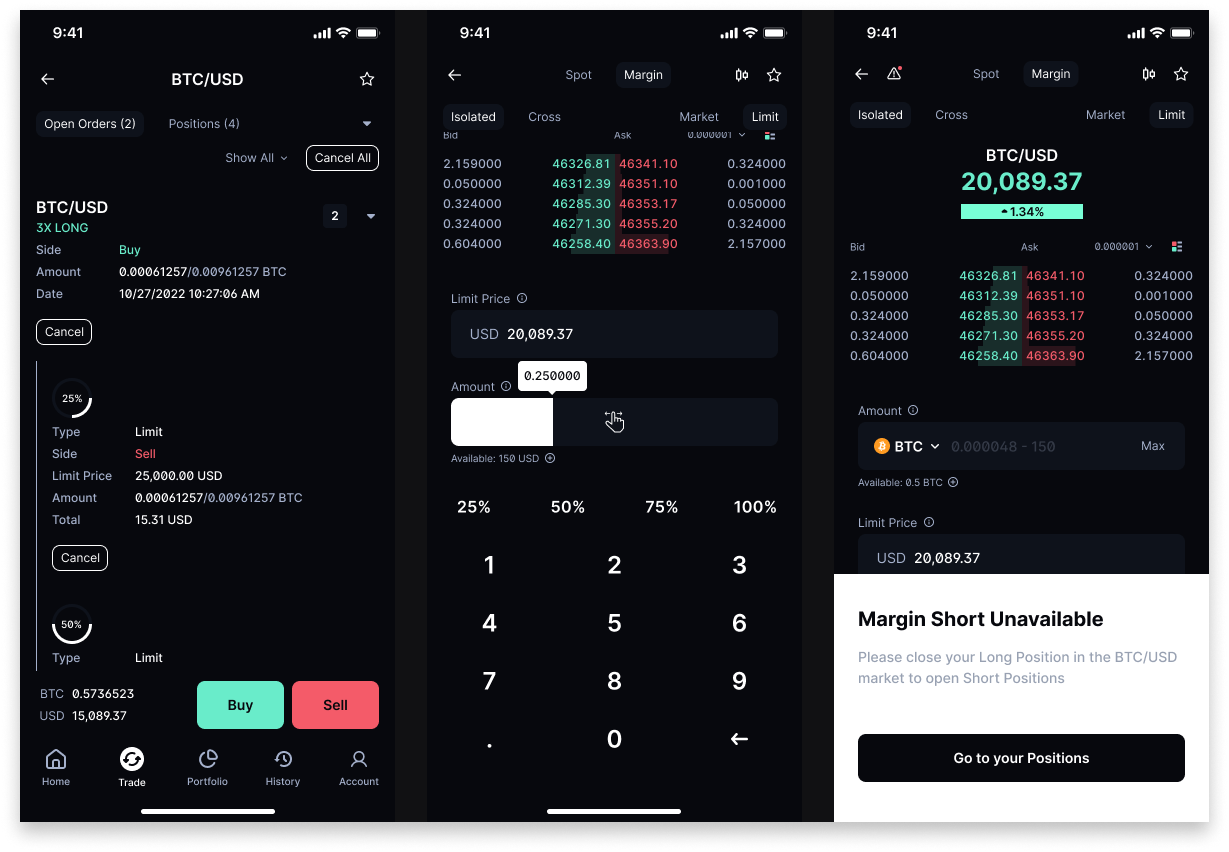 9:41
BTC/USD
Open Orders (2) Positions (4)
Show All Cancel All
BTC/USD 2
3X LONG
Side Buy
Amount 0.00061257/0.00961257 BTC
Date 10/27/2022 10:27:06 AM
Cancel
25%
Type Limit
Side Sell
Limit Price 25,000.00 USD
Amount 0.00061257/0.00961257 BTC
Total 15.31 USD
Cancel
50%
Type Limit
BTC 0.5736523
USD 15,089.37
Buy Sell
Home Trade Portfolio History Account
9:41
Spot Margin
Isolated Cross Market Limit
Bid Ask 0.000001
2.159000 46326.81 46341.10 0.324000
0.050000 46312.39 46351.10 0.001000
0.324000 46285.30 46353.17 0.050000
0.324000 46271.30 46355.20 0.324000
0.604000 46258.40 46363.90 2.157000
Limit Price
USD 20,089.37
Amount 0.250000
Available: 150 USD
25% 50% 75% 100%
1 2 3
4 5 6
7 8 9
. 0
9:41
Spot Margin
Isolated Cross Market Limit
BTC/USD
20,089.37
1.34%
Bid Ask 0.000001
2.159000 46326.81 46341.10 0.324000
0.050000 46312.39 46351.10 0.001000
0.324000 46285.30 46353.17 0.050000
0.324000 46271.30 46355.20 0.324000
0.604000 46258.40 46363.90 2.157000
Amount
BTC 0.000048 - 150 Max
Available: 0.5 BTC
Limit Price
USD 20,089.37
Margin Short Unavailable
Please close your Long Position in the BTC/USD
market to open Short Positions
Go to your Positions